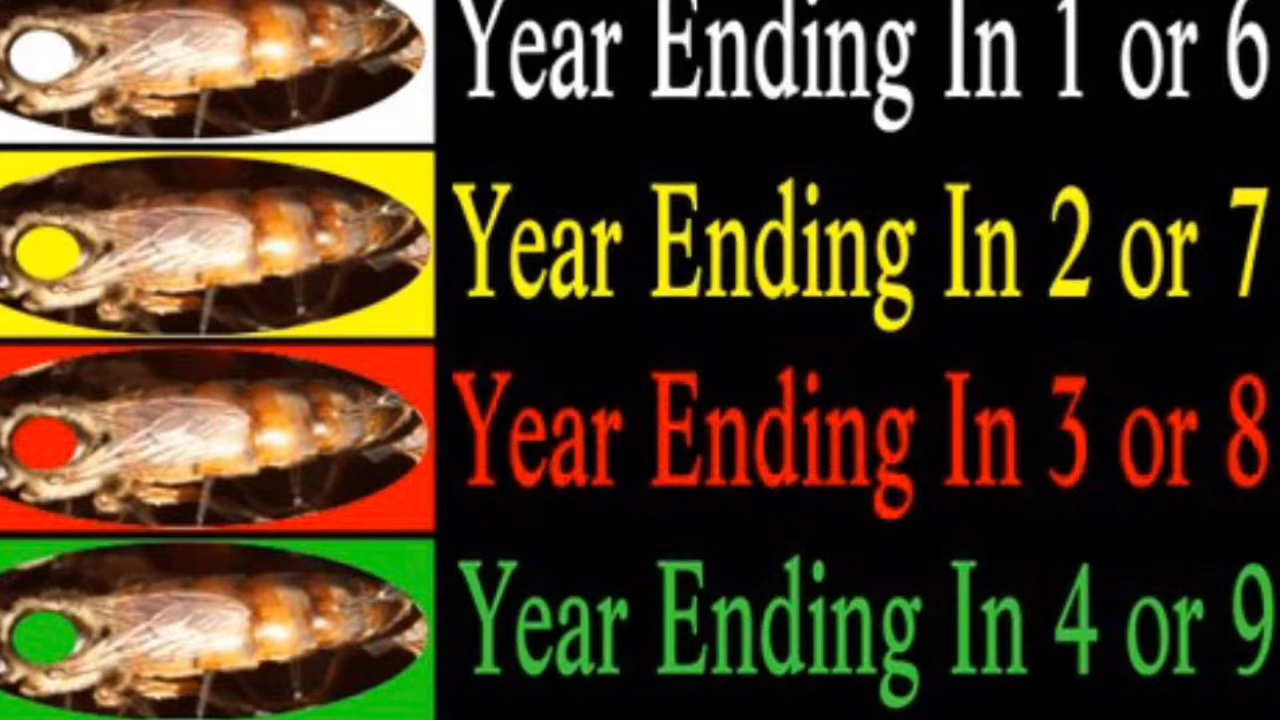 Year Ending In 1 or 6
Year Ending In 2 or 7
Year Ending In 3 or 8
Year Ending In 4 or 9